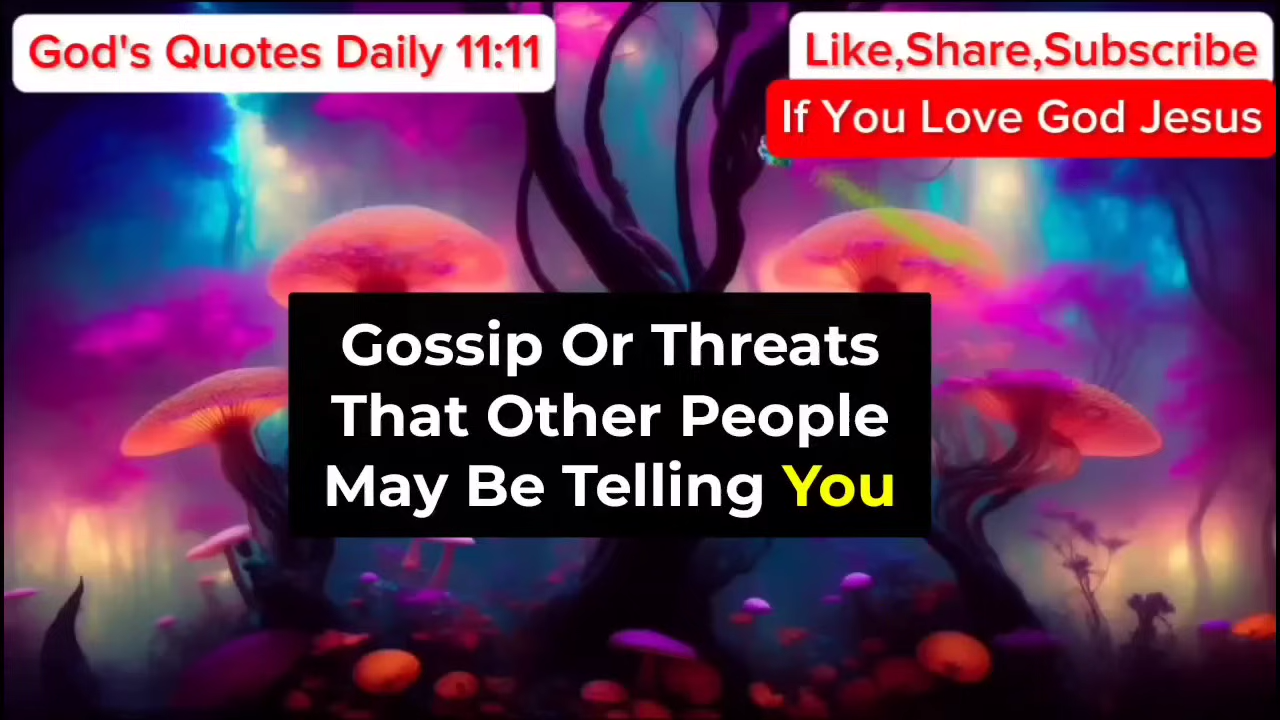 God's Quotes Daily 11:11
Like,Share,Subscribe
If You Love God Jesus
Gossip Or Threats
That Other People
May Be Telling You